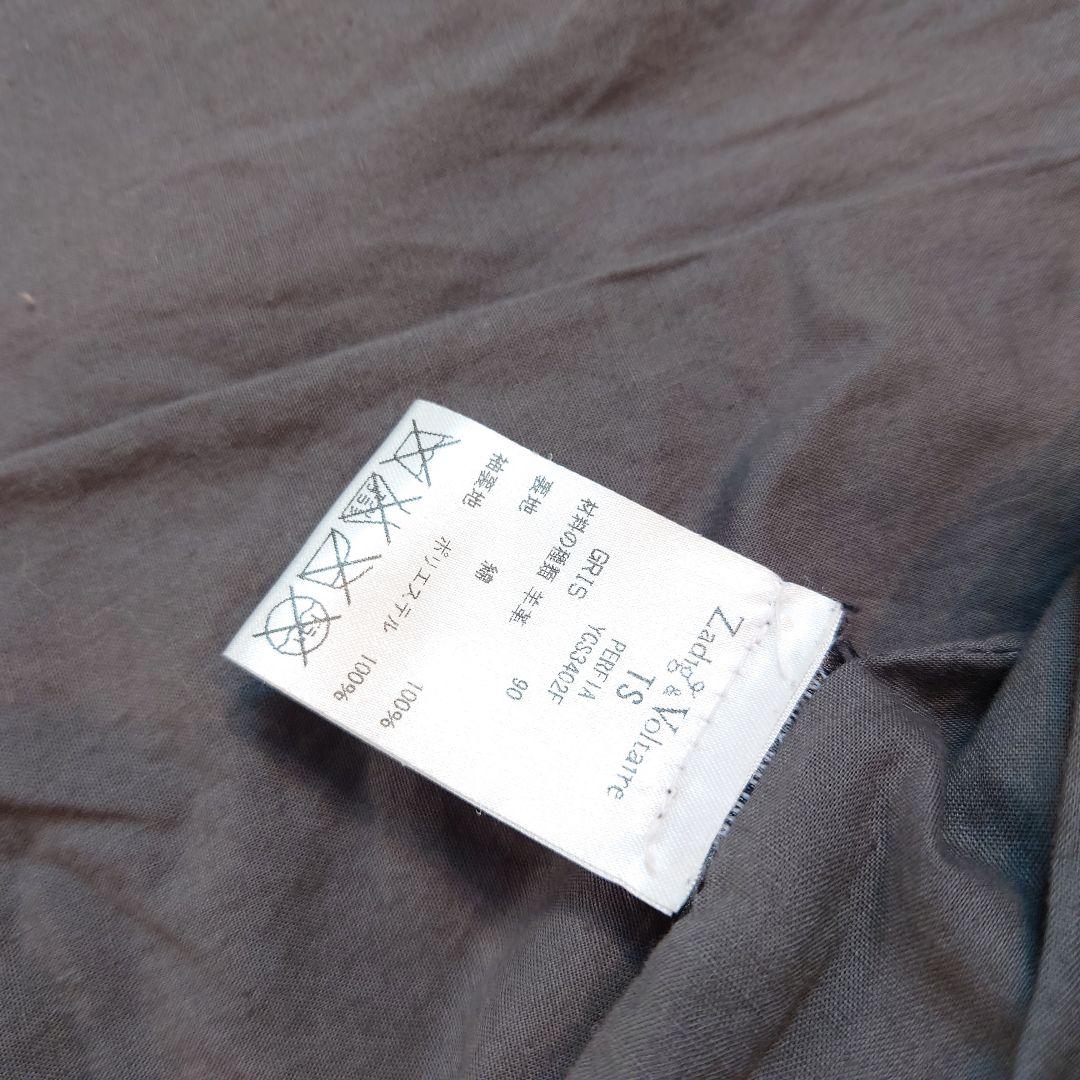 Zadig & Voltaire
TS
PERFIA
YCS3402F
GRIS 90
材料の種類 羊革
裏地 綿 100%
袖裏地 ポリエステル 100%